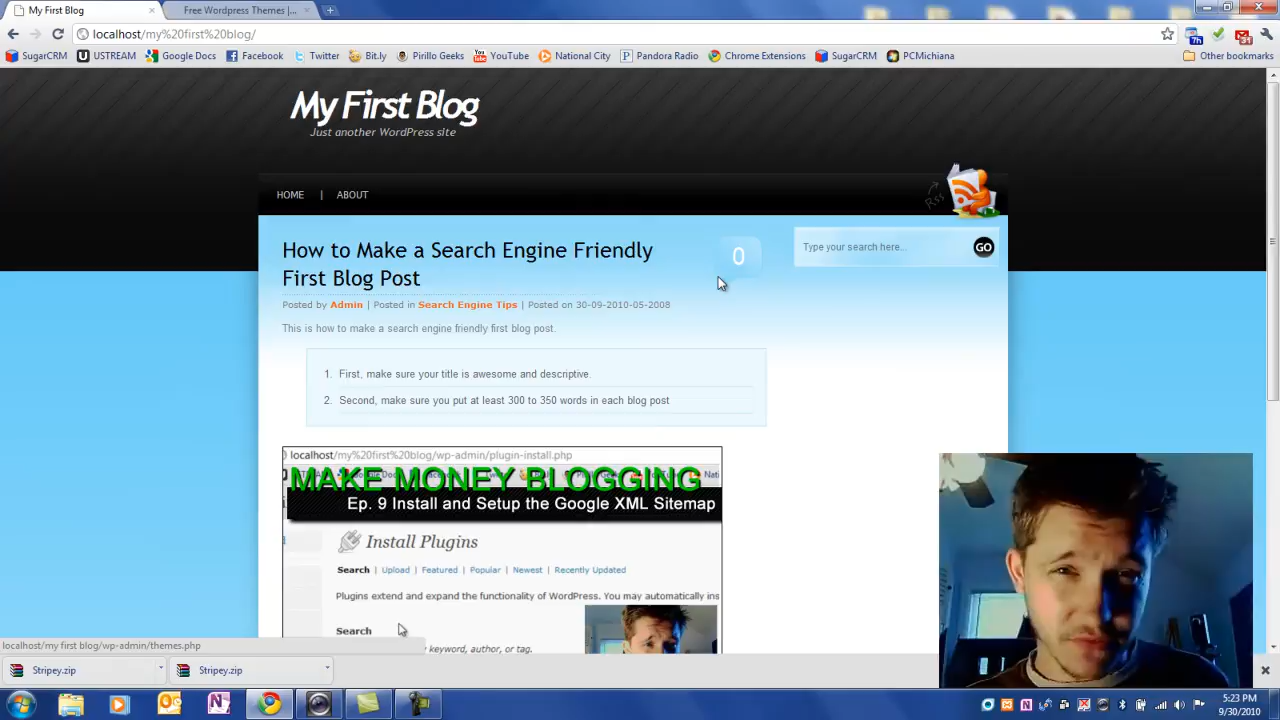 My First Blog
Free Wordpress Themes |...
localhost/my%20first%20blog/
SugarCRM
USTREAM
Google Docs
Facebook
Twitter
Bit.ly
Pirillo Geeks
YouTube
National City
Pandora Radio
Chrome Extensions
SugarCRM
PCMichiana
Other bookmarks
My First Blog
Just another WordPress site
HOME | ABOUT
Rss
How to Make a Search Engine Friendly
First Blog Post
0
Type your search here...
GO
Posted by Admin | Posted in Search Engine Tips | Posted on 30-09-2010-05-2008
This is how to make a search engine friendly first blog post.
1. First, make sure your title is awesome and descriptive.
2. Second, make sure you put at least 300 to 350 words in each blog post
localhost/my%20first%20blog/wp-admin/plugin-install.php
MAKE MONEY BLOGGING
Ep. 9 Install and Setup the Google XML Sitemap
Install Plugins
Search | Upload | Featured | Popular | Newest | Recently Updated
Plugins extend and expand the functionality of WordPress. You may automatically ins
Search
keyword, author, or tag.
localhost/my first blog/wp-admin/themes.php
Stripey.zip
Stripey.zip
5:23 PM
9/30/2010